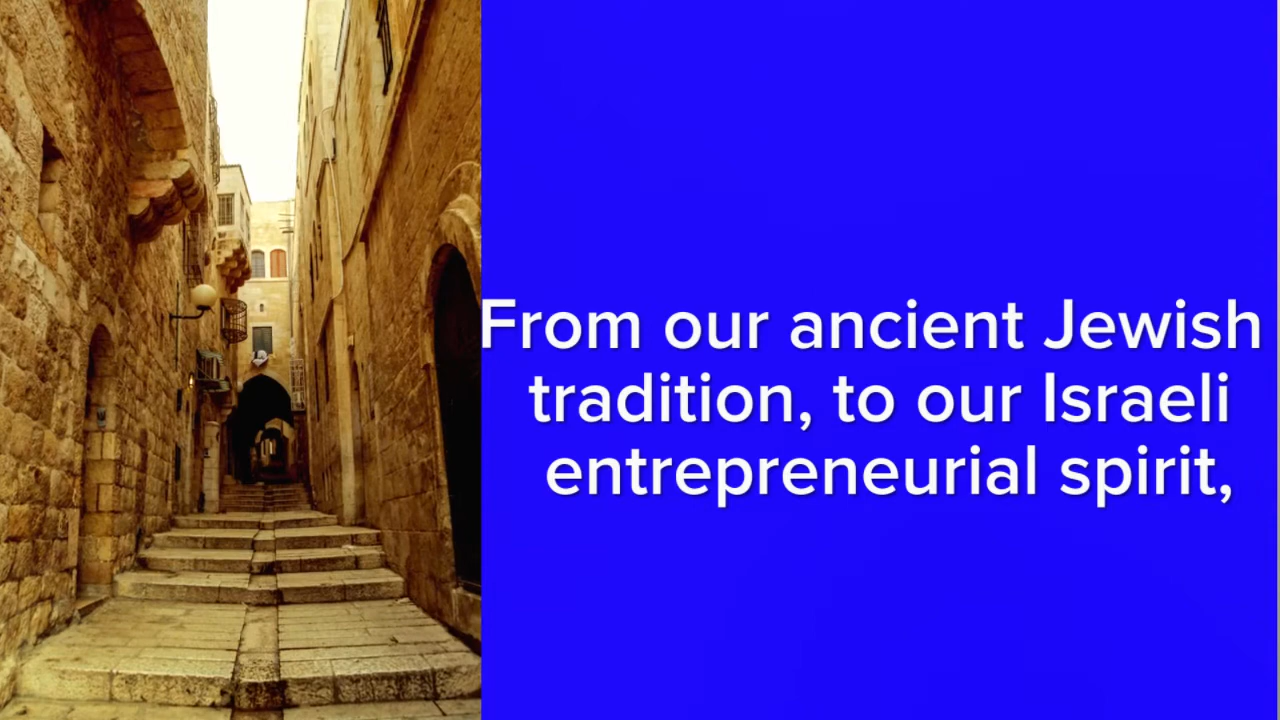 From our ancient Jewish
tradition, to our Israeli
entrepreneurial spirit,